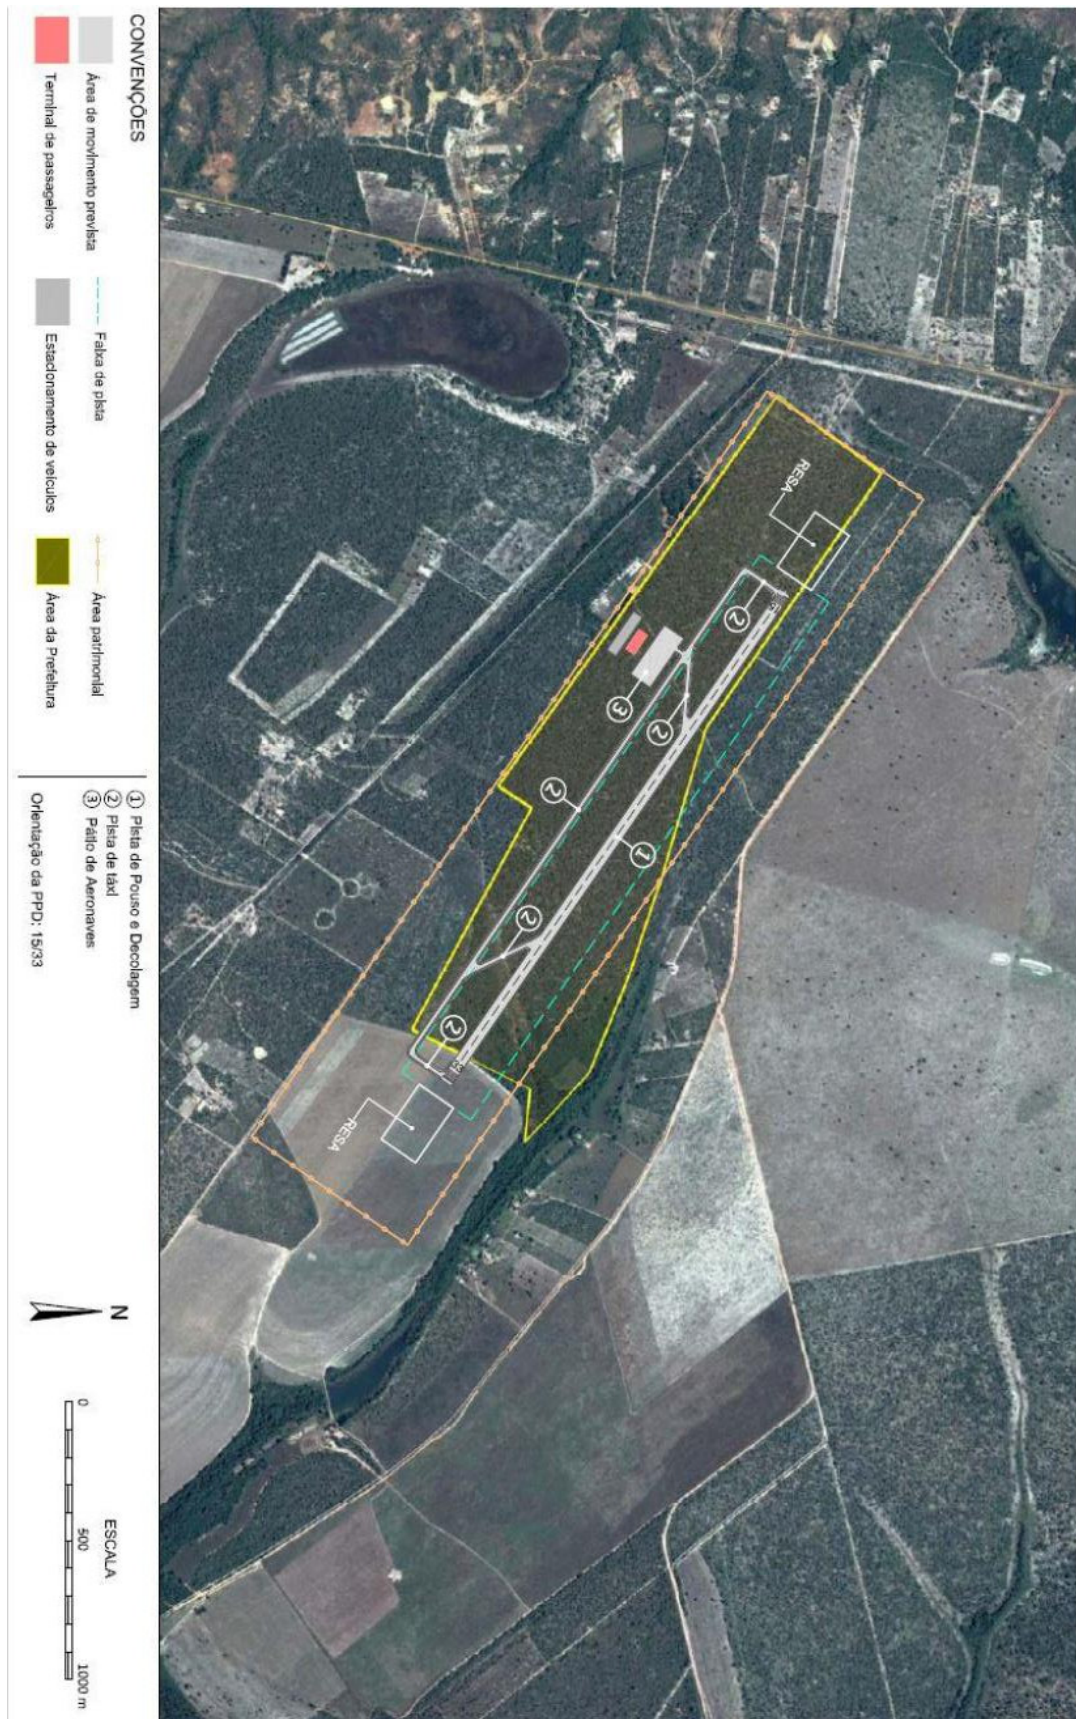 RESA
2
3
2
2
1
2
2
RESA
CONVENÇÕES
Área de movimento prevista
Faixa de pista
Área patrimonial
Terminal de passageiros
Estacionamento de veículos
Área da Prefeitura
1 Pista de Pouso e Decolagem
2 Pista de táxi
3 Pátio de Aeronaves
Orientação da PPD: 15/33
N
ESCALA
0 500 1000 m